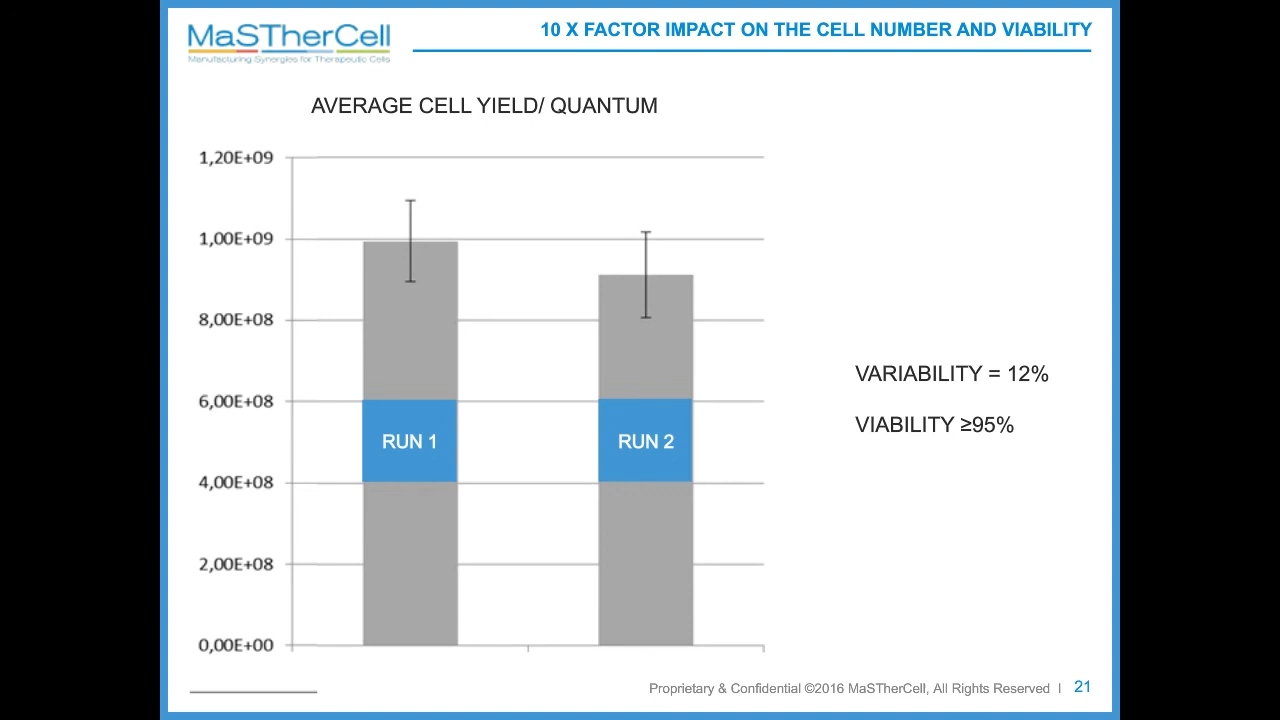 MaSTherCell
Manufacturing Synergies for Therapeutic Cells
10 X FACTOR IMPACT ON THE CELL NUMBER AND VIABILITY
AVERAGE CELL YIELD/ QUANTUM
1,20E+09
1,00E+09
8,00E+08
6,00E+08
4,00E+08
2,00E+08
0,00E+00
RUN 1
RUN 2
VARIABILITY = 12%
VIABILITY ≥95%
Proprietary & Confidential ©2016 MaSTherCell, All Rights Reserved I 21